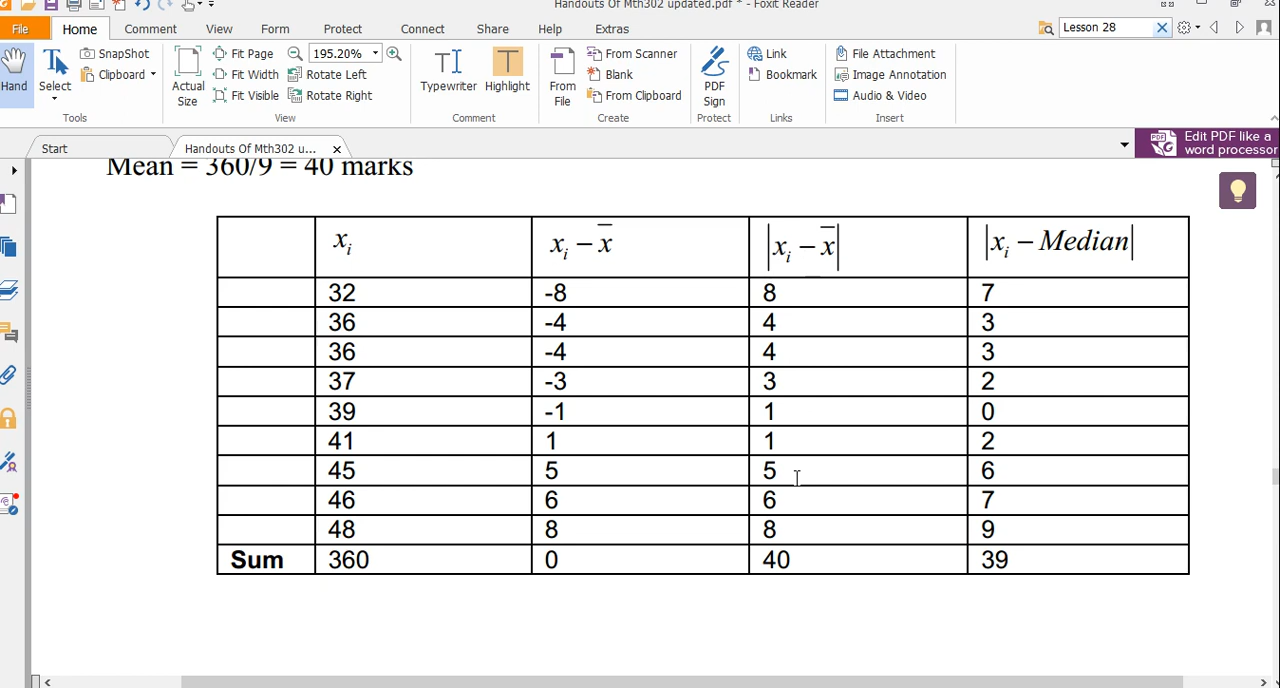 Handouts Of Mth302 updated.pdf * - Foxit Reader
File Home Comment View Form Protect Connect Share Help Extras Lesson 28
Hand
Select
SnapShot
Clipboard
Tools
Actual Size
Fit Page
Fit Width
Fit Visible
195.20%
Rotate Left
Rotate Right
View
Typewriter
Highlight
Comment
From File
From Scanner
Blank
From Clipboard
Create
PDF Sign
Protect
Link
Bookmark
Links
File Attachment
Image Annotation
Audio & Video
Insert
Start Handouts Of Mth302 u... Edit PDF like a
word processor
Mean = 360/9 = 40 marks
xᵢ xᵢ − x̄ |xᵢ − x̄| |xᵢ − Median|
32 -8 8 7
36 -4 4 3
36 -4 4 3
37 -3 3 2
39 -1 1 0
41 1 1 2
45 5 5 6
46 6 6 7
48 8 8 9
Sum 360 0 40 39